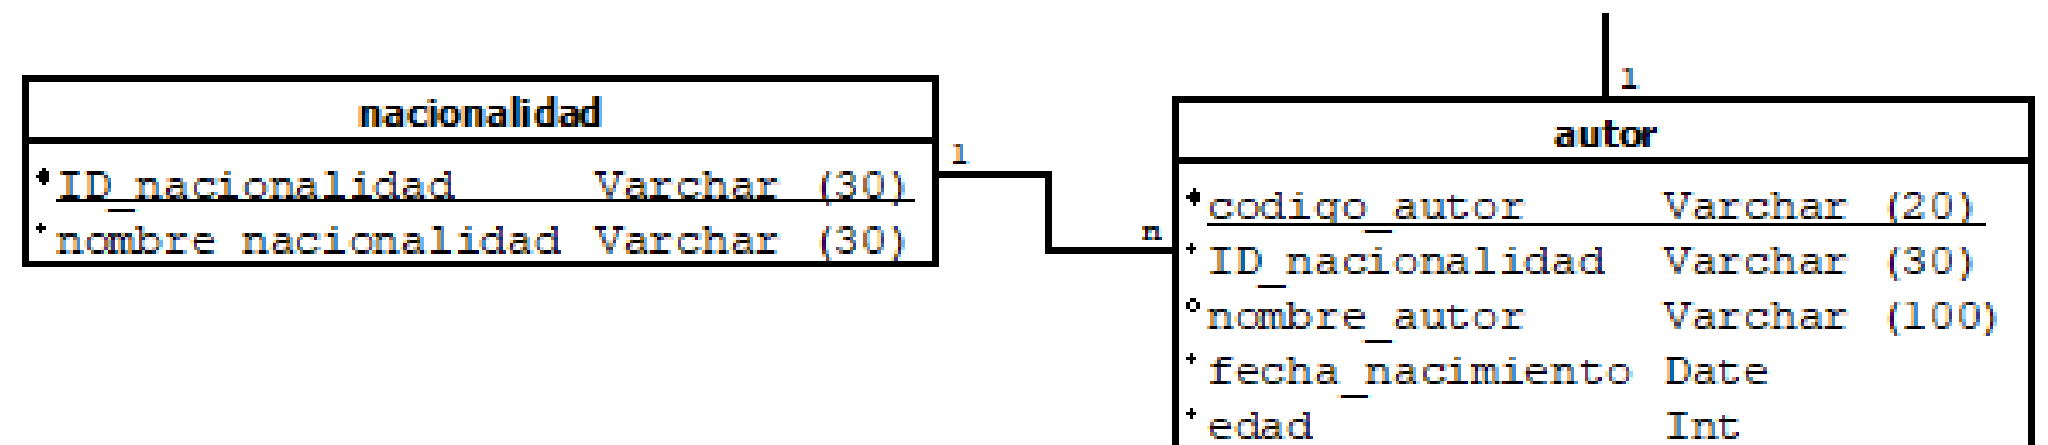 nacionalidad
ID_nacionalidad Varchar (30)
nombre_nacionalidad Varchar (30)
1
n
1
autor
codigo_autor Varchar (20)
ID_nacionalidad Varchar (30)
nombre_autor Varchar (100)
fecha_nacimiento Date
edad Int